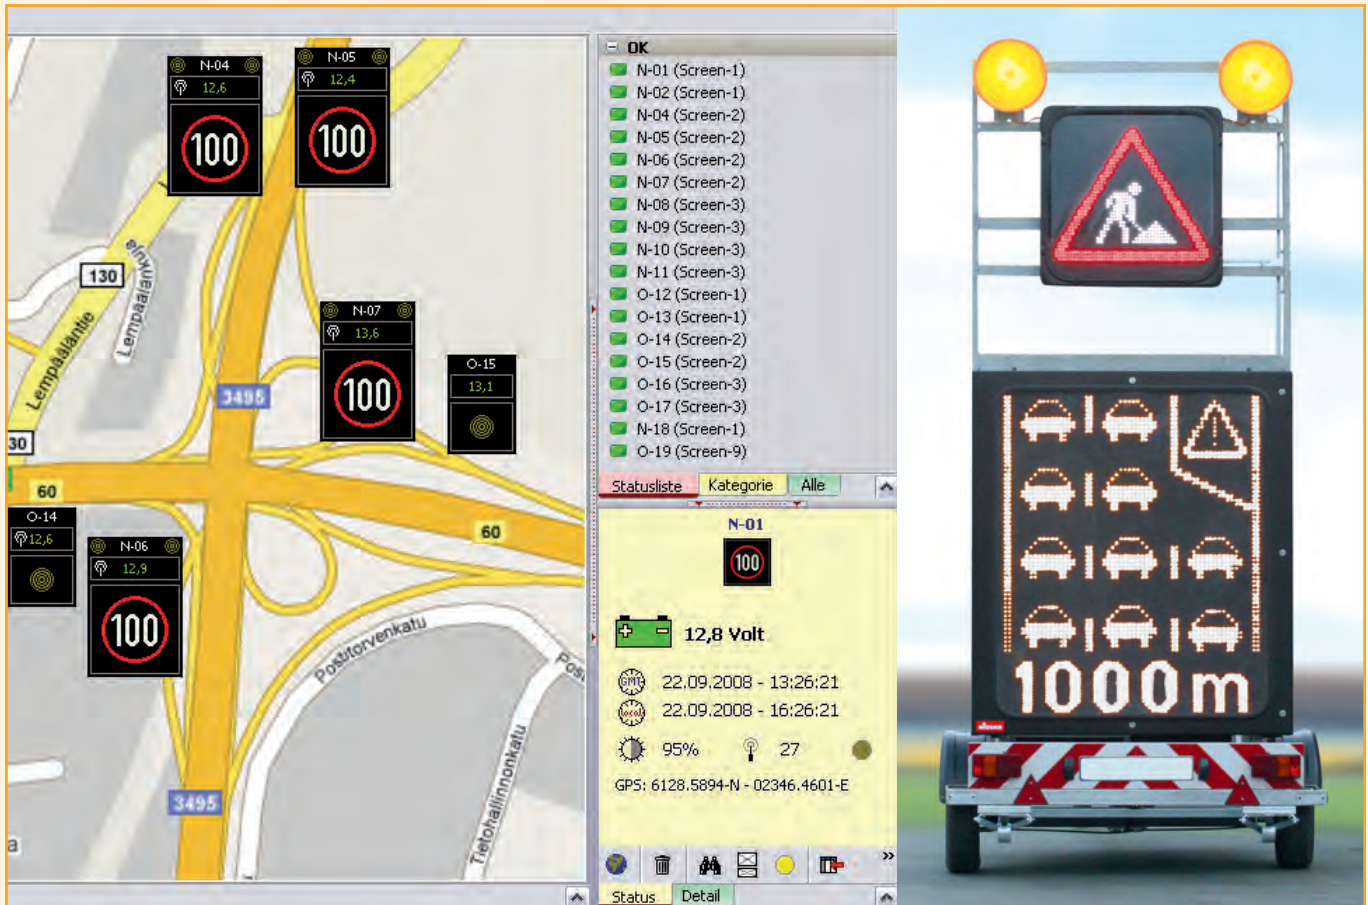 N-04
12,6
100
N-05
12,4
100
130
Lempääläntie
Lempäälänkuja
N-07
13,6
100
O-15
13,1
3495
30
60
60
O-14
12,6
N-06
12,9
100
Postitorvenkatu
Tietohallinnonkatu
3495
a
OK
N-01 (Screen-1)
N-02 (Screen-1)
N-04 (Screen-2)
N-05 (Screen-2)
N-06 (Screen-2)
N-07 (Screen-2)
N-08 (Screen-3)
N-09 (Screen-3)
N-10 (Screen-3)
N-11 (Screen-3)
O-12 (Screen-1)
O-13 (Screen-1)
O-14 (Screen-2)
O-15 (Screen-2)
O-16 (Screen-3)
O-17 (Screen-3)
N-18 (Screen-1)
O-19 (Screen-9)
Statusliste Kategorie Alle
N-01
100
12,8 Volt
GMT 22.09.2008 - 13:26:21
local 22.09.2008 - 16:26:21
95% 27
GPS: 6128.5894-N - 02346.4601-E
Status Detail
1000m
nissen